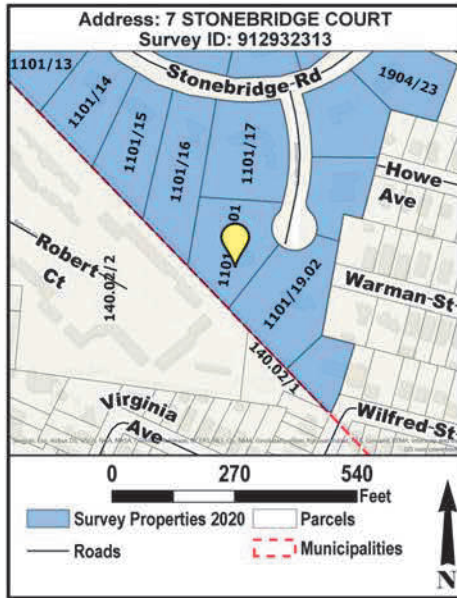 Address: 7 STONEBRIDGE COURT
Survey ID: 912932313
1101/13
1101/14
1101/15
1101/16
1101/17
Stonebridge-Rd
1904/23
Howe
Ave
1101 01
1101/19.02
Warman-St
Robert
Ct
140.02/2
140.02/1
Virginia
Ave
Wilfred-St
0
270
540
Feet
Survey Properties 2020
Parcels
Roads
Municipalities
N